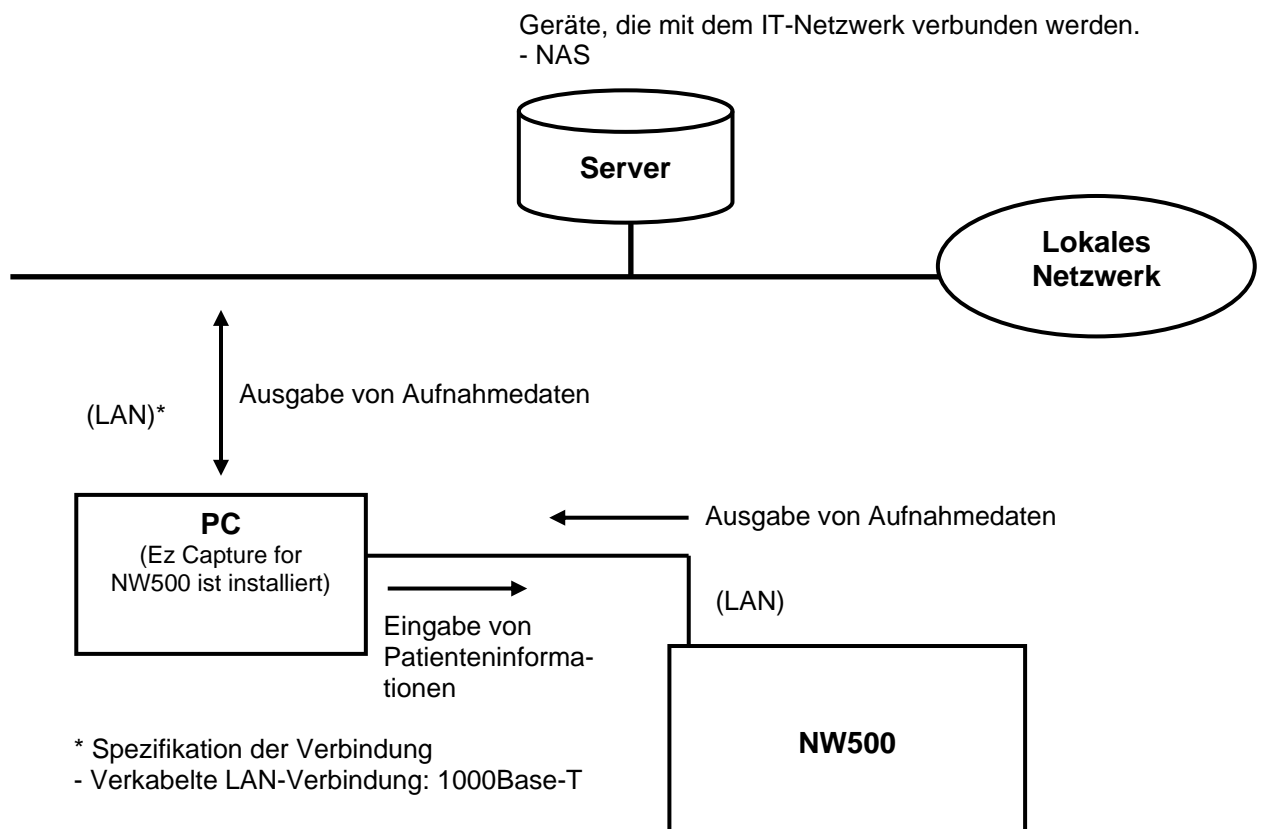 Geräte, die mit dem IT-Netzwerk verbunden werden.
- NAS
Server
Lokales
Netzwerk
(LAN)*
Ausgabe von Aufnahmedaten
PC
(Ez Capture for
NW500 ist installiert)
Ausgabe von Aufnahmedaten
Eingabe von
Patienteninforma-
tionen
(LAN)
NW500
* Spezifikation der Verbindung
- Verkabelte LAN-Verbindung: 1000Base-T